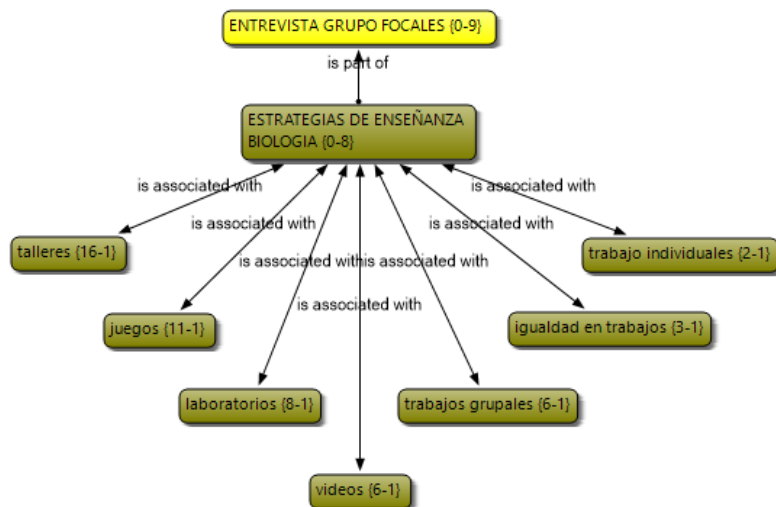 ENTREVISTA GRUPO FOCALES {0-9}
is part of
ESTRATEGIAS DE ENSEÑANZA
BIOLOGIA {0-8}
is associated with
is associated with
is associated with
is associated with
is associated with
is associated with
is associated with
talleres {16-1}
trabajo individuales {2-1}
juegos {11-1}
igualdad en trabajos {3-1}
laboratorios {8-1}
trabajos grupales {6-1}
videos {6-1}